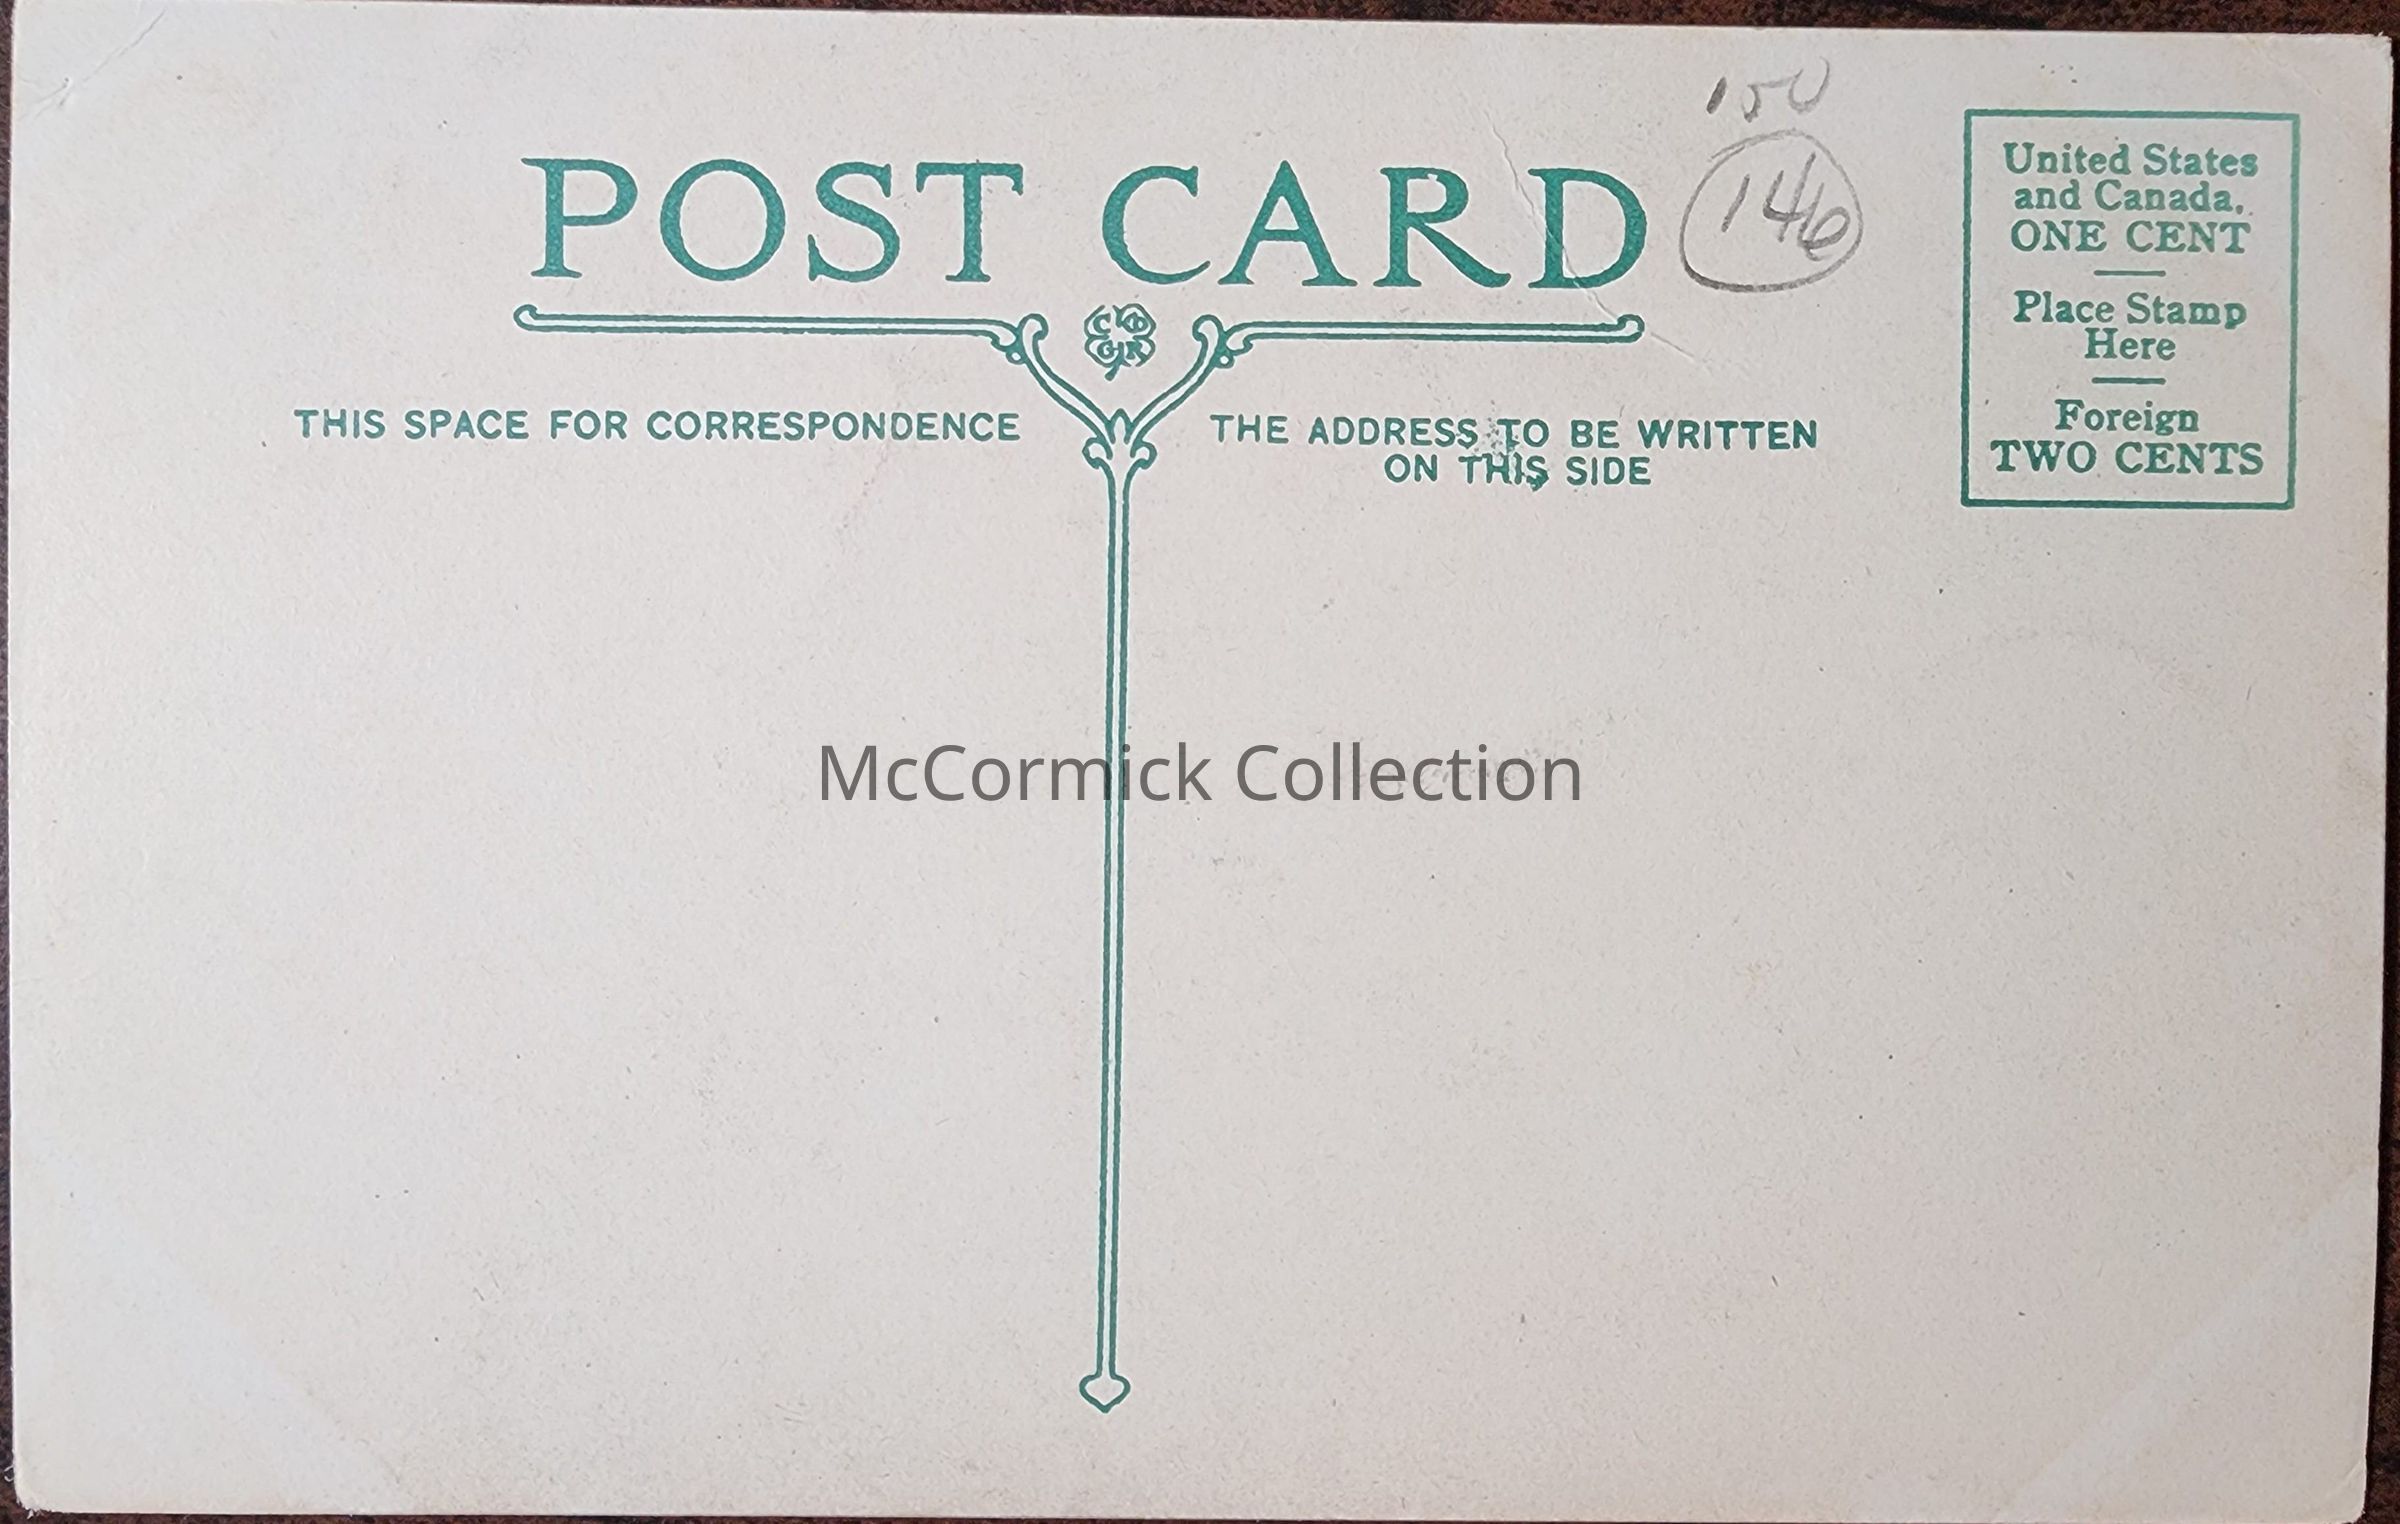 150
146
POST CARD
THIS SPACE FOR CORRESPONDENCE
THE ADDRESS TO BE WRITTEN
ON THIS SIDE
United States
and Canada,
ONE CENT
Place Stamp
Here
Foreign
TWO CENTS
McCormick Collection